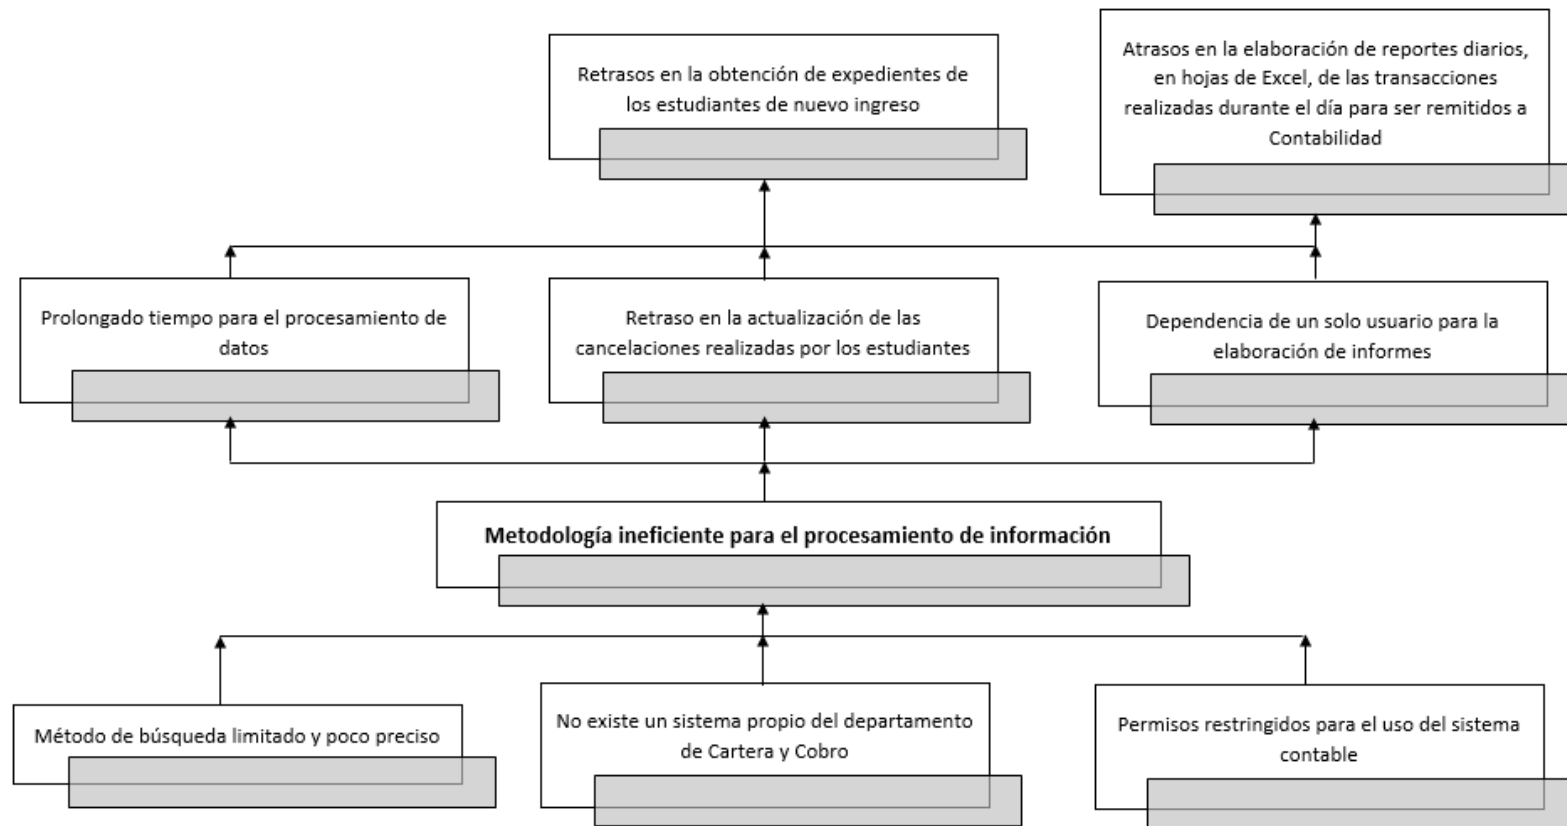 Retrasos en la obtención de expedientes de
los estudiantes de nuevo ingreso
Atrasos en la elaboración de reportes diarios,
en hojas de Excel, de las transacciones
realizadas durante el día para ser remitidos a
Contabilidad
Prolongado tiempo para el procesamiento de
datos
Retraso en la actualización de las
cancelaciones realizadas por los estudiantes
Dependencia de un solo usuario para la
elaboración de informes
Metodología ineficiente para el procesamiento de información
Método de búsqueda limitado y poco preciso
No existe un sistema propio del departamento
de Cartera y Cobro
Permisos restringidos para el uso del sistema
contable